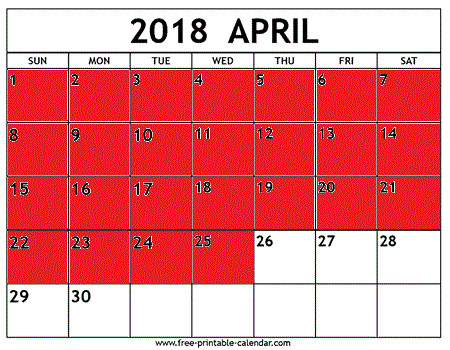 2018 APRIL
SUN MON TUE WED THU FRI SAT
1 2 3 4 5 6 7
8 9 10 11 12 13 14
15 16 17 18 19 20 21
22 23 24 25 26 27 28
29 30
www.free-printable-calendar.com